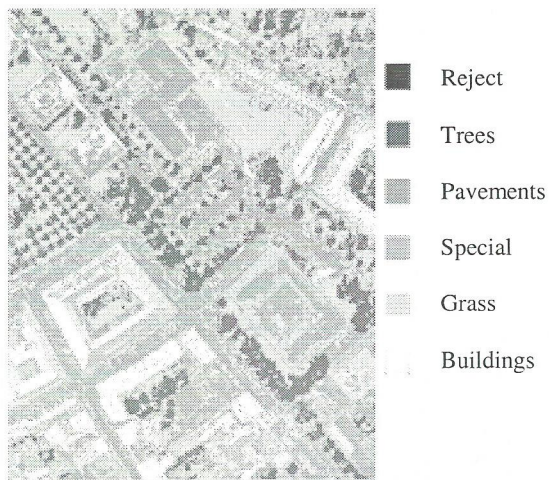 Reject
Trees
Pavements
Special
Grass
Buildings